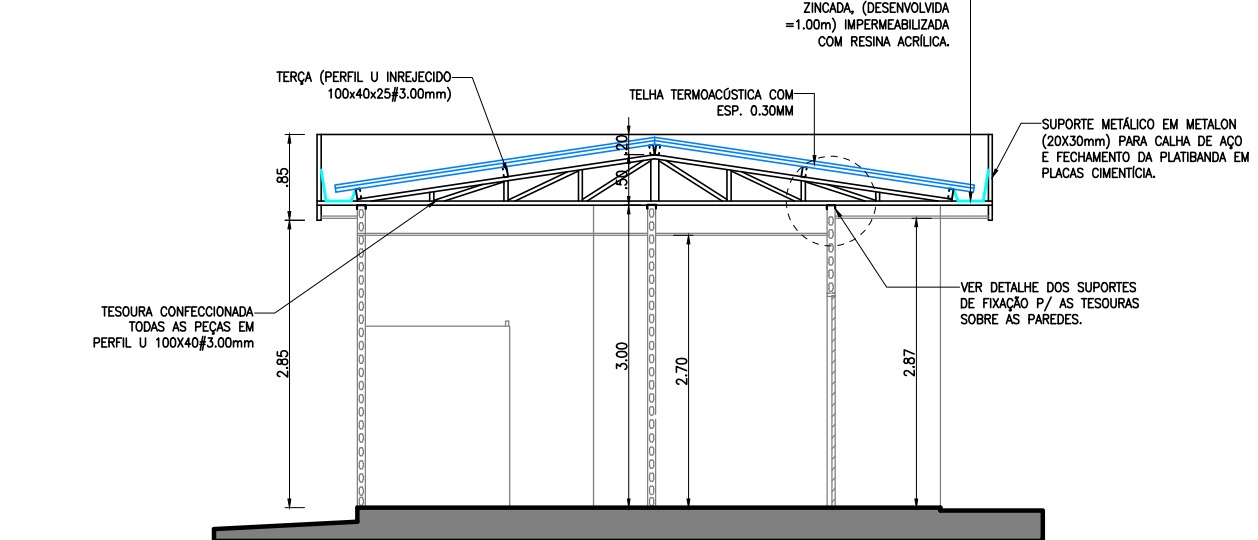 ZINCADA, (DESENVOLVIDA
=1.00m) IMPERMEABILIZADA
COM RESINA ACRÍLICA.
TERÇA (PERFIL U INREJECIDO
100x40x25#3.00mm)
TELHA TERMOACÚSTICA COM
ESP. 0.30MM
SUPORTE METÁLICO EM METALON
(20X30mm) PARA CALHA DE AÇO
E FECHAMENTO DA PLATIBANDA EM
PLACAS CIMENTÍCIA.
.85
.20
.50
TESOURA CONFECCIONADA
TODAS AS PEÇAS EM
PERFIL U 100X40#3.00mm
VER DETALHE DOS SUPORTES
DE FIXAÇÃO P/ AS TESOURAS
SOBRE AS PAREDES.
2.85
3.00
2.70
2.87